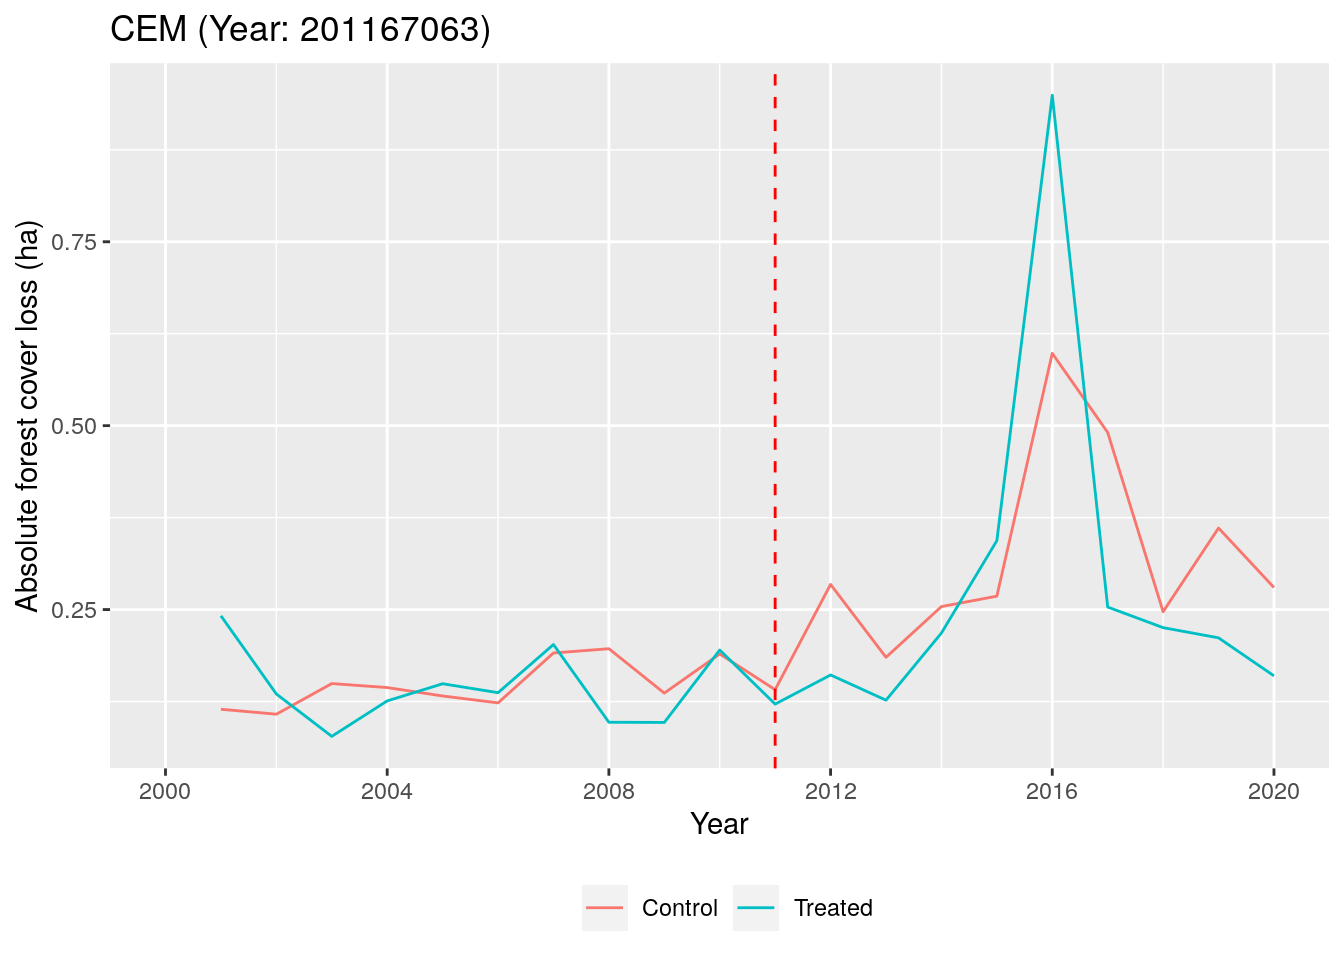 CEM (Year: 201167063)
Absolute forest cover loss (ha)
0.75
0.50
0.25
2000 2004 2008 2012 2016 2020
Year
Control Treated